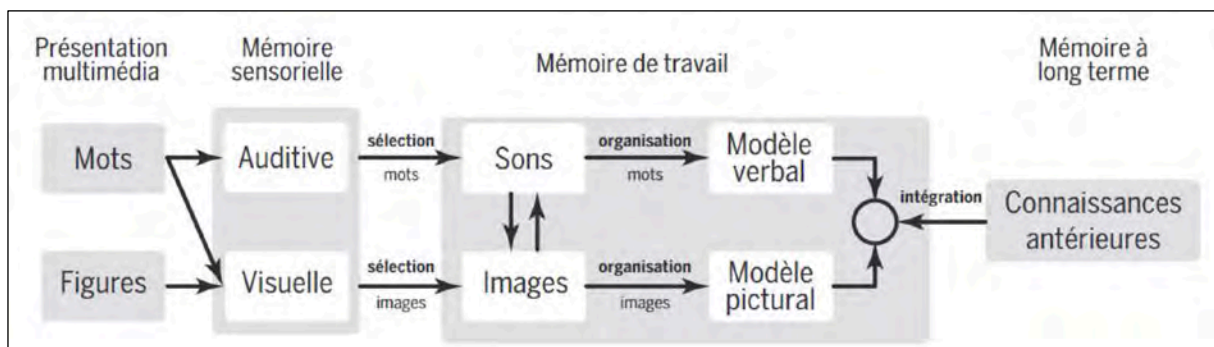 Présentation
multimédia
Mémoire
sensorielle
Mémoire de travail
Mémoire à
long terme
Mots
Auditive
sélection
mots
Sons
organisation
mots
Modèle
verbal
intégration
Connaissances
antérieures
Figures
Visuelle
sélection
images
Images
organisation
images
Modèle
pictural